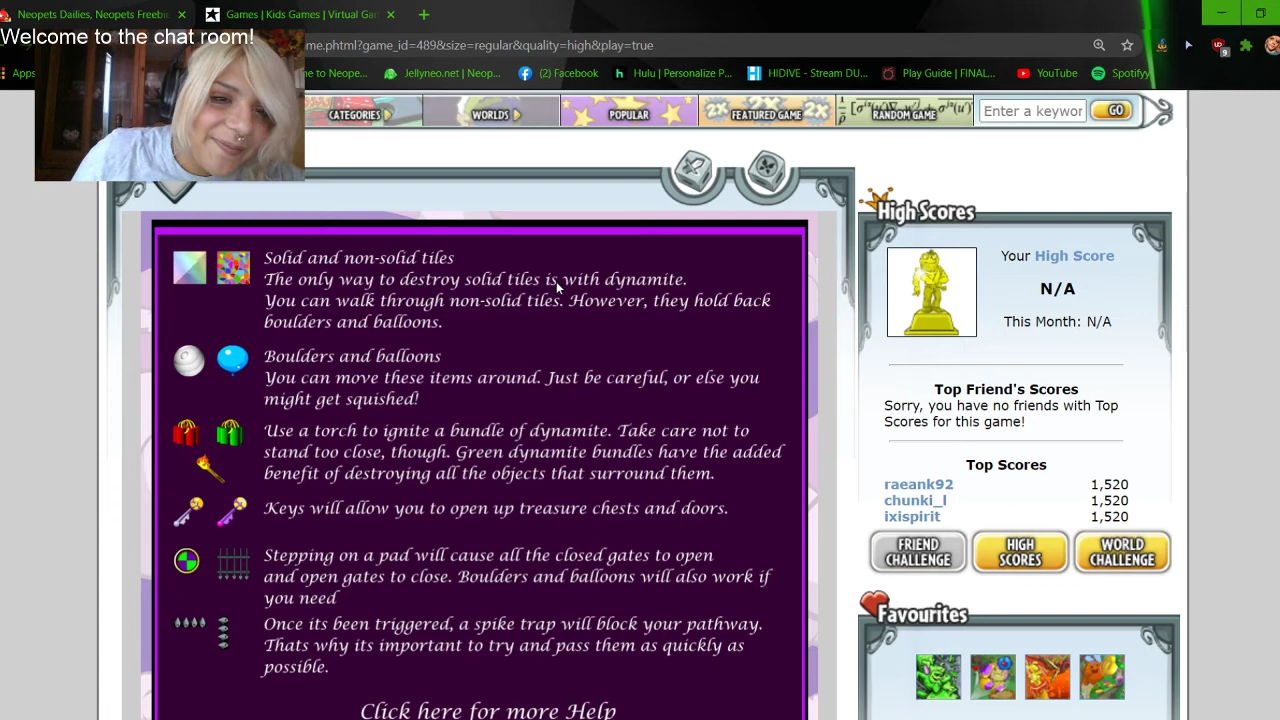 Neopets Dailies, Neopets Freebie
Games | Kids Games | Virtual Gar
Welcome to the chat room!
me.phtml?game_id=489&size=regular&quality=high&play=true
9
Apps
me to Neope...
Jellyneo.net | Neop...
(2) Facebook
Hulu | Personalize P...
HIDIVE - Stream DU...
Play Guide | FINAL...
YouTube
Spotify
CATEGORIES
WORLDS
POPULAR
2X FEATURED GAME 2X
RANDOM GAME
Enter a keywor
GO
Solid and non-solid tiles
The only way to destroy solid tiles is with dynamite.
You can walk through non-solid tiles. However, they hold back
boulders and balloons.
Boulders and balloons
You can move these items around. Just be careful, or else you
might get squished!
Use a torch to ignite a bundle of dynamite. Take care not to
stand too close, though. Green dynamite bundles have the added
benefit of destroying all the objects that surround them.
Keys will allow you to open up treasure chests and doors.
Stepping on a pad will cause all the closed gates to open
and open gates to close. Boulders and balloons will also work if
you need
Once its been triggered, a spike trap will block your pathway.
Thats why its important to try and pass them as quickly as
possible.
Click here for more Help
High Scores
Your High Score
N/A
This Month: N/A
Top Friend's Scores
Sorry, you have no friends with Top
Scores for this game!
Top Scores
raeank92 1,520
chunki_l 1,520
ixispirit 1,520
FRIEND CHALLENGE
HIGH SCORES
WORLD CHALLENGE
Favourites